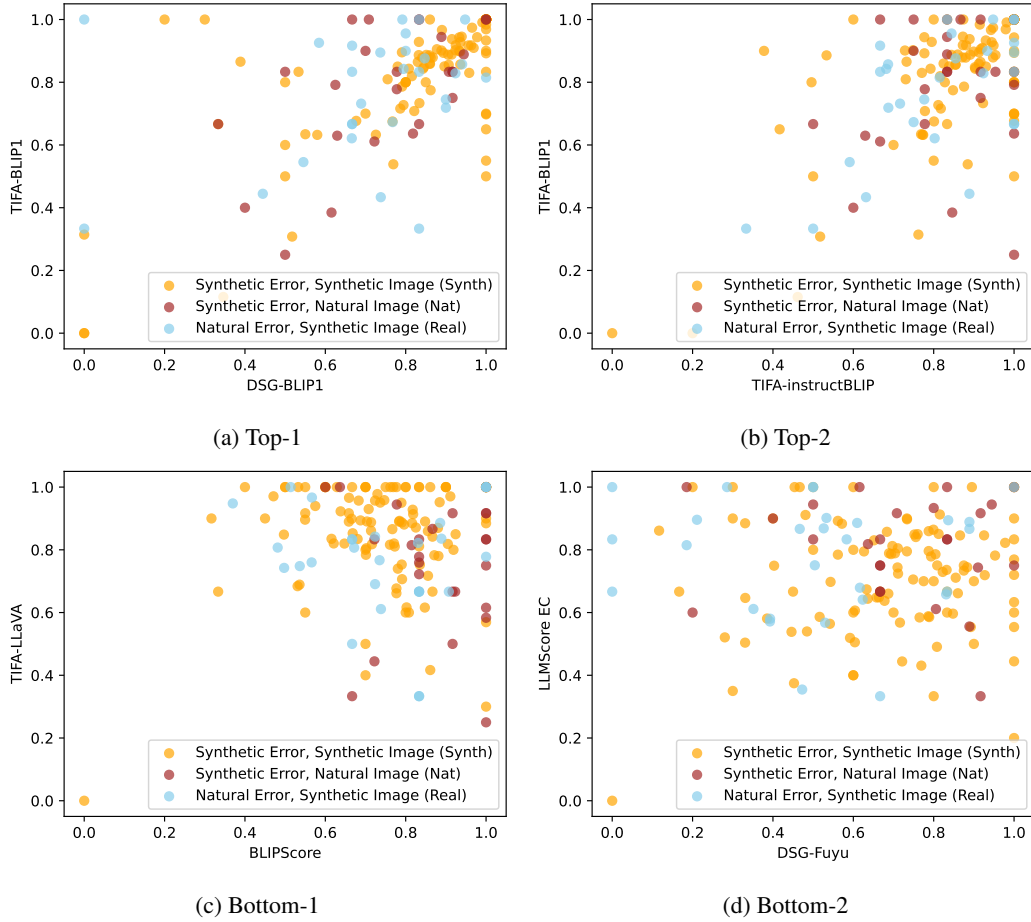 1.0
0.8
0.6
0.4
0.2
0.0
TIFA-BLIP1
Synthetic Error, Synthetic Image (Synth)
Synthetic Error, Natural Image (Nat)
Natural Error, Synthetic Image (Real)
0.0 0.2 0.4 0.6 0.8 1.0
DSG-BLIP1
(a) Top-1
1.0
0.8
0.6
0.4
0.2
0.0
TIFA-BLIP1
Synthetic Error, Synthetic Image (Synth)
Synthetic Error, Natural Image (Nat)
Natural Error, Synthetic Image (Real)
0.0 0.2 0.4 0.6 0.8 1.0
TIFA-instructBLIP
(b) Top-2
1.0
0.8
0.6
0.4
0.2
0.0
TIFA-LLaVA
Synthetic Error, Synthetic Image (Synth)
Synthetic Error, Natural Image (Nat)
Natural Error, Synthetic Image (Real)
0.0 0.2 0.4 0.6 0.8 1.0
BLIPScore
(c) Bottom-1
1.0
0.8
0.6
0.4
0.2
0.0
LLMScore EC
Synthetic Error, Synthetic Image (Synth)
Synthetic Error, Natural Image (Nat)
Natural Error, Synthetic Image (Real)
0.0 0.2 0.4 0.6 0.8 1.0
DSG-Fuyu
(d) Bottom-2